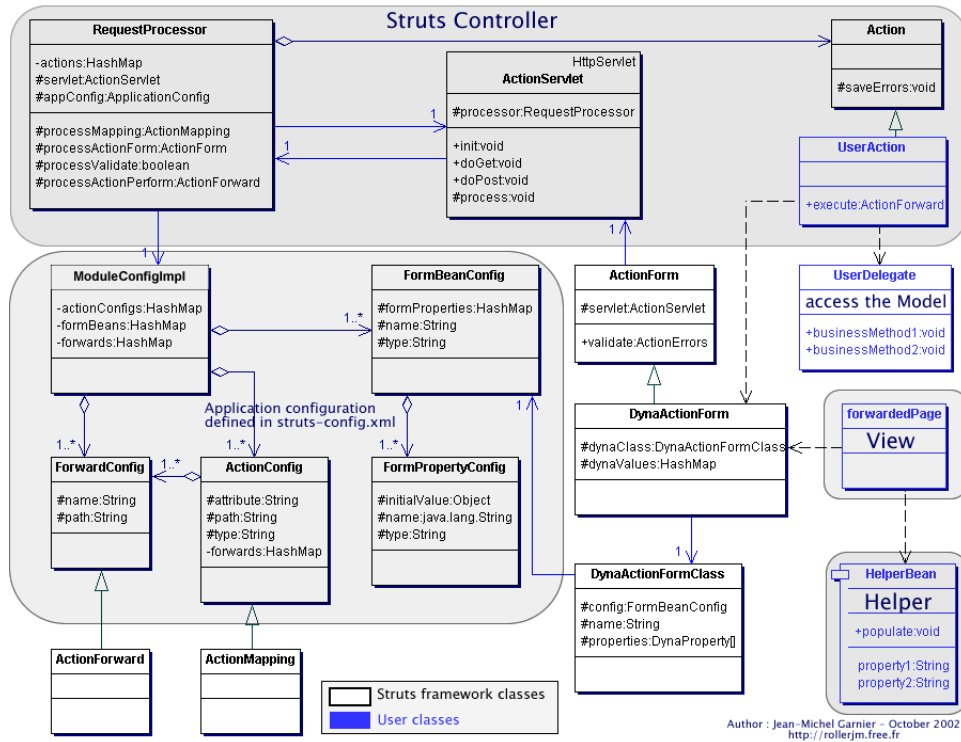 Struts Controller
RequestProcessor
-actions:HashMap
#servlet:ActionServlet
#appConfig:ApplicationConfig
#processMapping:ActionMapping
#processActionForm:ActionForm
#processValidate:boolean
#processActionPerform:ActionForward
HttpServlet
ActionServlet
#processor:RequestProcessor
+init:void
+doGet:void
+doPost:void
#process:void
Action
#saveErrors:void
UserAction
+execute:ActionForward
1
1
1
1
ModuleConfigImpl
-actionConfigs:HashMap
-formBeans:HashMap
-forwards:HashMap
1..*
FormBeanConfig
#formProperties:HashMap
#name:String
#type:String
ActionForm
#servlet:ActionServlet
+validate:ActionErrors
UserDelegate
access the Model
+businessMethod1:void
+businessMethod2:void
Application configuration
defined in struts-config.xml
1
DynaActionForm
#dynaClass:DynaActionFormClass
#dynaValues:HashMap
forwardedPage
View
1..*
1..*
1..*
1..*
ForwardConfig
#name:String
#path:String
ActionConfig
#attribute:String
#path:String
#type:String
-forwards:HashMap
FormPropertyConfig
#initialValue:Object
#name:java.lang.String
#type:String
1
DynaActionFormClass
#config:FormBeanConfig
#name:String
#properties:DynaProperty[]
HelperBean
Helper
+populate:void
property1:String
property2:String
ActionForward
ActionMapping
Struts framework classes
User classes
Author : Jean-Michel Garnier - October 2002
http://rollerjm.free.fr